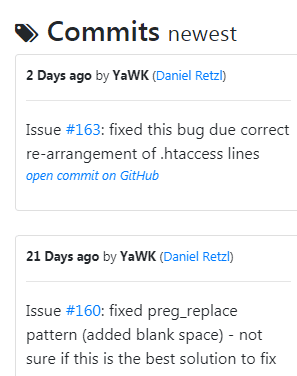 Commits newest
2 Days ago by YaWK (Daniel Retzl)
Issue #163: fixed this bug due correct
re-arrangement of .htaccess lines
open commit on GitHub
21 Days ago by YaWK (Daniel Retzl)
Issue #160: fixed preg_replace
pattern (added blank space) - not
sure if this is the best solution to fix